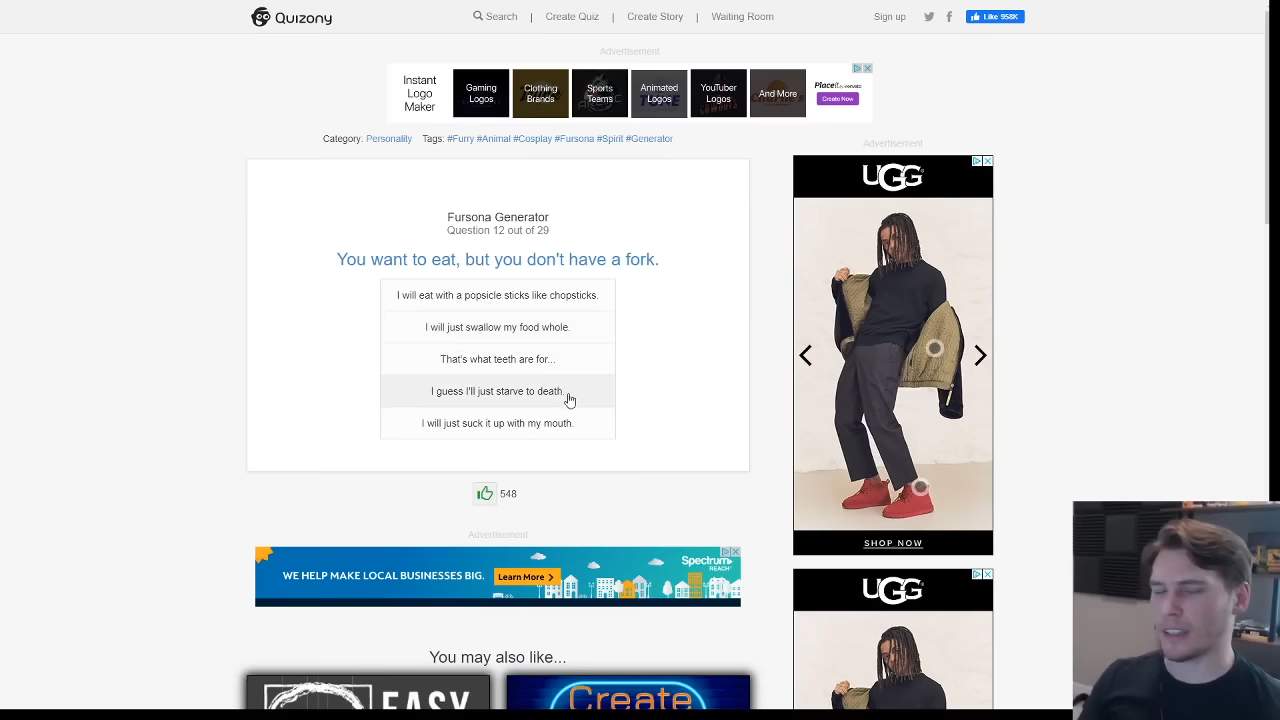 Quizony
Search | Create Quiz | Create Story | Waiting Room
Sign up
Like 958K
Advertisement
Instant
Logo
Maker
Gaming
Logos
Clothing
Brands
Sports
Teams
Animated
Logos
YouTuber
Logos
And More
Placeit by envato
Create Now
Category: Personality Tags: #Furry #Animal #Cosplay #Fursona #Spirit #Generator
Advertisement
UGG
Fursona Generator
Question 12 out of 29
You want to eat, but you don't have a fork.
I will eat with a popsicle sticks like chopsticks.
I will just swallow my food whole.
That's what teeth are for...
I guess I'll just starve to death.
I will just suck it up with my mouth.
548
SHOP NOW
Advertisement
WE HELP MAKE LOCAL BUSINESSES BIG.
Learn More >
Spectrum
REACH
UGG
You may also like...
EASY
Create